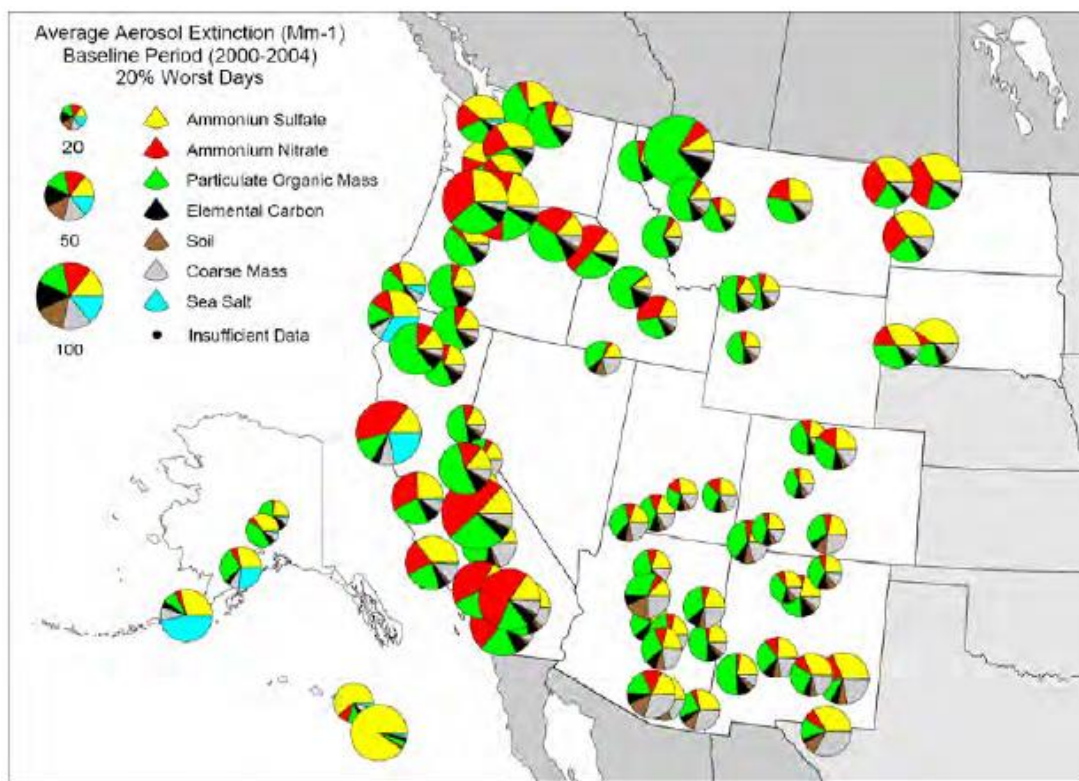 Average Aerosol Extinction (Mm-1)
Baseline Period (2000-2004)
20% Worst Days
20
50
100
Ammoniun Sulfate
Ammonium Nitrate
Particulate Organic Mass
Elemental Carbon
Soil
Coarse Mass
Sea Salt
Insufficient Data